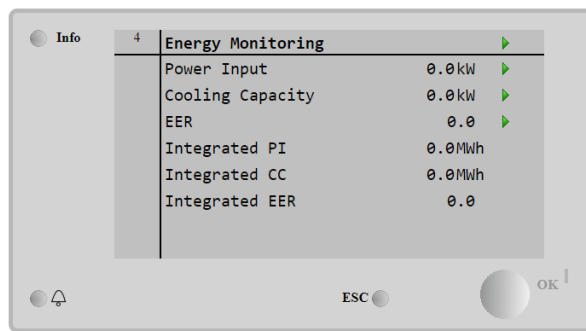 Info
4 Energy Monitoring
Power Input 0.0kW
Cooling Capacity 0.0kW
EER 0.0
Integrated PI 0.0MWh
Integrated CC 0.0MWh
Integrated EER 0.0
ESC
OK